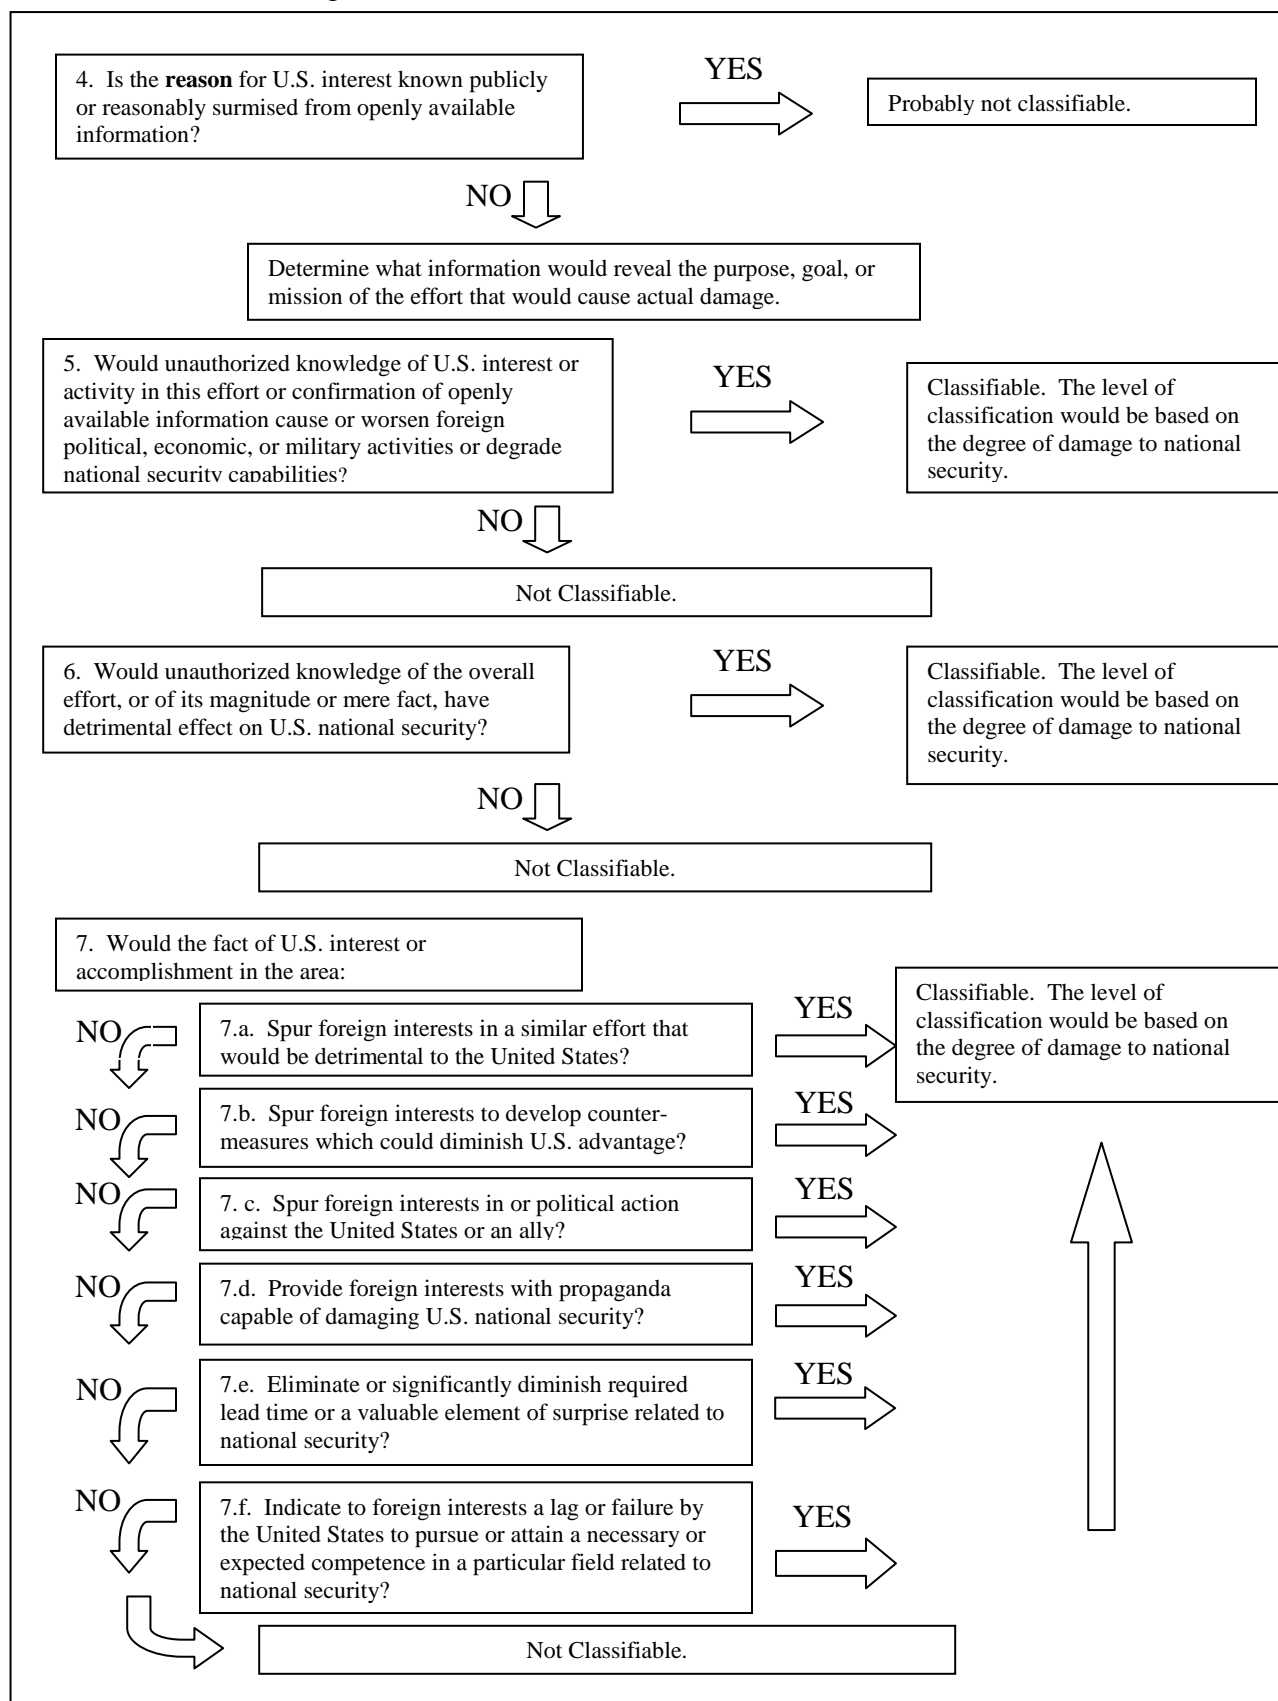 4. Is the reason for U.S. interest known publicly
or reasonably surmised from openly available
information?
YES
Probably not classifiable.
NO
Determine what information would reveal the purpose, goal, or
mission of the effort that would cause actual damage.
5. Would unauthorized knowledge of U.S. interest or
activity in this effort or confirmation of openly
available information cause or worsen foreign
political, economic, or military activities or degrade
national security capabilities?
YES
Classifiable. The level of
classification would be based on
the degree of damage to national
security.
NO
Not Classifiable.
6. Would unauthorized knowledge of the overall
effort, or of its magnitude or mere fact, have
detrimental effect on U.S. national security?
YES
Classifiable. The level of
classification would be based on
the degree of damage to national
security.
NO
Not Classifiable.
7. Would the fact of U.S. interest or
accomplishment in the area:
NO
7.a. Spur foreign interests in a similar effort that
would be detrimental to the United States?
YES
Classifiable. The level of
classification would be based on
the degree of damage to national
security.
NO
7.b. Spur foreign interests to develop counter-
measures which could diminish U.S. advantage?
YES
NO
7. c. Spur foreign interests in or political action
against the United States or an ally?
YES
NO
7.d. Provide foreign interests with propaganda
capable of damaging U.S. national security?
YES
NO
7.e. Eliminate or significantly diminish required
lead time or a valuable element of surprise related to
national security?
YES
NO
7.f. Indicate to foreign interests a lag or failure by
the United States to pursue or attain a necessary or
expected competence in a particular field related to
national security?
YES
Not Classifiable.